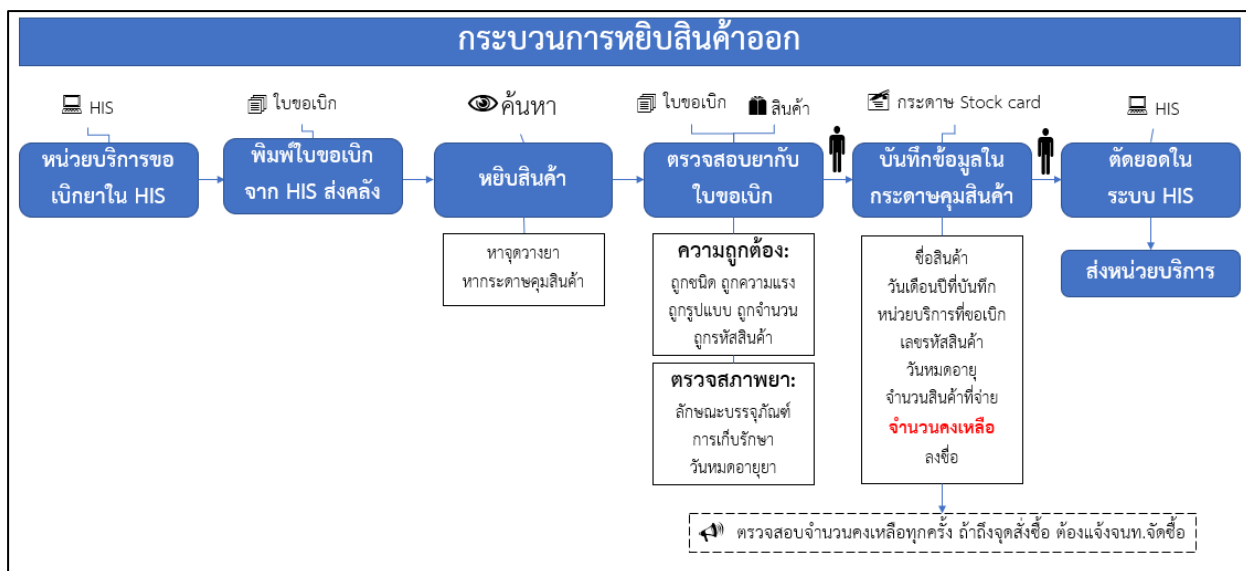 กระบวนการหยิบสินค้าออก
HIS
ใบขอเบิก
ค้นหา
ใบขอเบิก
สินค้า
กระดาษ Stock card
HIS
หน่วยบริการขอ
เบิกยาใน HIS
พิมพ์ใบขอเบิก
จาก HIS ส่งคลัง
หยิบสินค้า
ตรวจสอบยากับ
ใบขอเบิก
บันทึกข้อมูลใน
กระดาษคุมสินค้า
ตัดยอดใน
ระบบ HIS
หาจุดวางยา
หากระดาษคุมสินค้า
ความถูกต้อง:
ถูกชนิด ถูกความแรง
ถูกรูปแบบ ถูกจำนวน
ถูกรหัสสินค้า
ตรวจสภาพยา:
ลักษณะบรรจุภัณฑ์
การเก็บรักษา
วันหมดอายุยา
ชื่อสินค้า
วันเดือนปีที่บันทึก
หน่วยบริการที่ขอเบิก
เลขรหัสสินค้า
วันหมดอายุ
จำนวนสินค้าที่จ่าย
จำนวนคงเหลือ
ลงชื่อ
ส่งหน่วยบริการ
ตรวจสอบจำนวนคงเหลือทุกครั้ง ถ้าถึงจุดสั่งซื้อ ต้องแจ้งจนท.จัดซื้อ